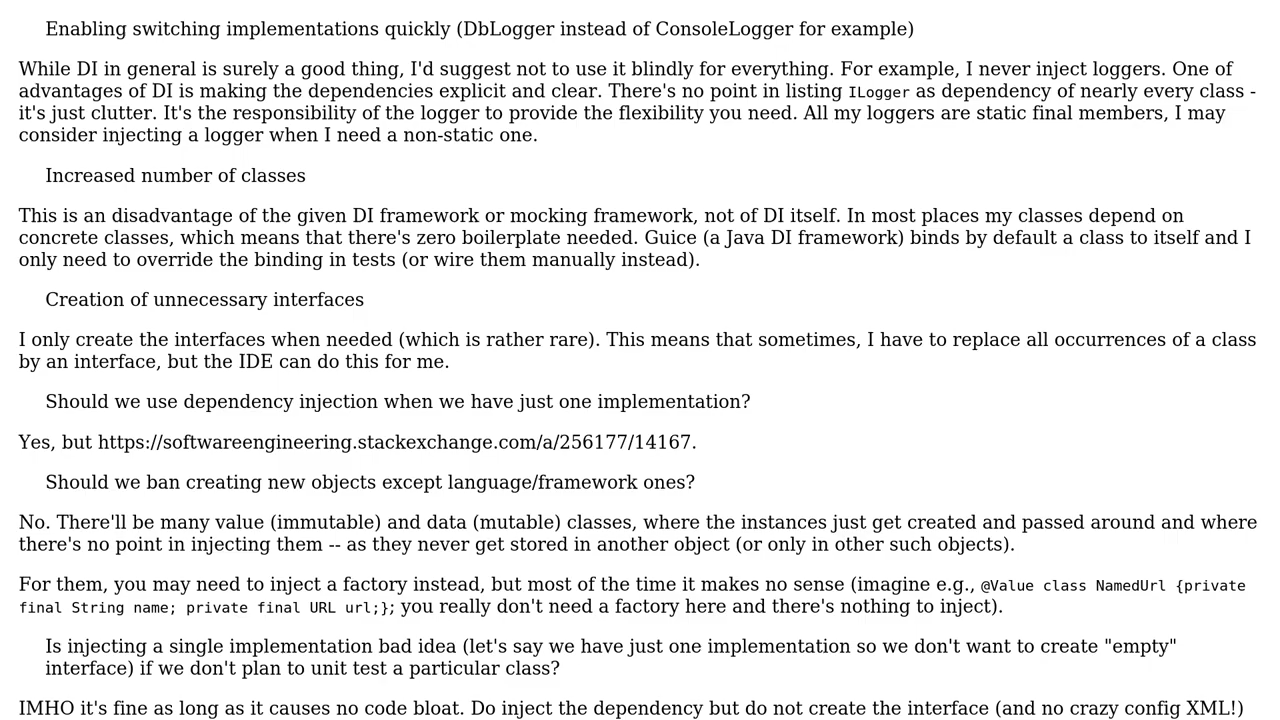 Enabling switching implementations quickly (DbLogger instead of ConsoleLogger for example)
While DI in general is surely a good thing, I'd suggest not to use it blindly for everything. For example, I never inject loggers. One of
advantages of DI is making the dependencies explicit and clear. There's no point in listing ILogger as dependency of nearly every class -
it's just clutter. It's the responsibility of the logger to provide the flexibility you need. All my loggers are static final members, I may
consider injecting a logger when I need a non-static one.
Increased number of classes
This is an disadvantage of the given DI framework or mocking framework, not of DI itself. In most places my classes depend on
concrete classes, which means that there's zero boilerplate needed. Guice (a Java DI framework) binds by default a class to itself and I
only need to override the binding in tests (or wire them manually instead).
Creation of unnecessary interfaces
I only create the interfaces when needed (which is rather rare). This means that sometimes, I have to replace all occurrences of a class
by an interface, but the IDE can do this for me.
Should we use dependency injection when we have just one implementation?
Yes, but https://softwareengineering.stackexchange.com/a/256177/14167.
Should we ban creating new objects except language/framework ones?
No. There'll be many value (immutable) and data (mutable) classes, where the instances just get created and passed around and where
there's no point in injecting them -- as they never get stored in another object (or only in other such objects).
For them, you may need to inject a factory instead, but most of the time it makes no sense (imagine e.g., @Value class NamedUrl {private
final String name; private final URL url;}; you really don't need a factory here and there's nothing to inject).
Is injecting a single implementation bad idea (let's say we have just one implementation so we don't want to create "empty"
interface) if we don't plan to unit test a particular class?
IMHO it's fine as long as it causes no code bloat. Do inject the dependency but do not create the interface (and no crazy config XML!)